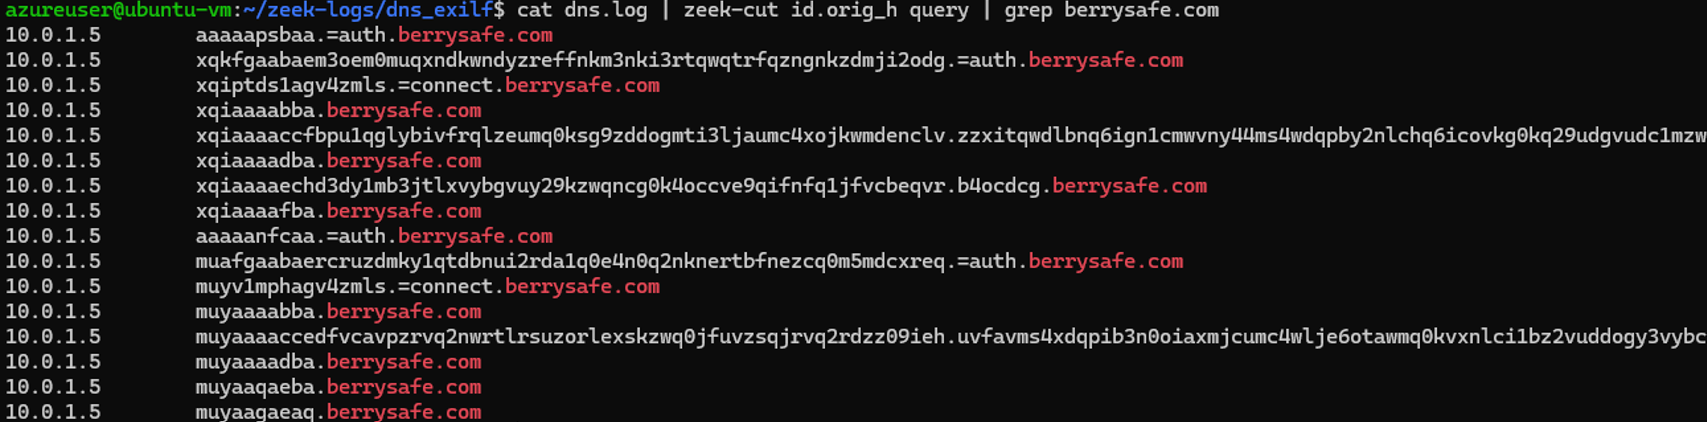 azureuser@ubuntu-vm:~/zeek-logs/dns_exilf$ cat dns.log | zeek-cut id.orig_h query | grep berrysafe.com
10.0.1.5 aaaaapsbaa.=auth.berrysafe.com
10.0.1.5 xqkfgaabaem3oem0muqxndkwndyzreffnkm3nki3rtqwqtrfqzngnkzdmji2odg.=auth.berrysafe.com
10.0.1.5 xqiptds1agv4zmls.=connect.berrysafe.com
10.0.1.5 xqiaaaabba.berrysafe.com
10.0.1.5 xqiaaaaccfbpu1qglybivfrqlzeumq0ksg9zddogmti3ljaumc4xojkwmdenclv.zzxitqwdlbnq6ign1cmwvny44ms4wdqpby2nlchq6icovkg0kq29udgvudc1mzw
10.0.1.5 xqiaaaadba.berrysafe.com
10.0.1.5 xqiaaaaechd3dy1mb3jtlxvybgvuy29kzwqncg0k4occve9qifnfq1jfvcbeqvr.b4ocdcg.berrysafe.com
10.0.1.5 xqiaaaafba.berrysafe.com
10.0.1.5 aaaaanfcaa.=auth.berrysafe.com
10.0.1.5 muafgaabaercruzdmky1qtdbnui2rda1q0e4n0q2nknertbfnezcq0m5mdcxreq.=auth.berrysafe.com
10.0.1.5 muyv1mphagv4zmls.=connect.berrysafe.com
10.0.1.5 muyaaaabba.berrysafe.com
10.0.1.5 muyaaaaccedfvcavpzrvq2nwrtlrsuzorlexskzwq0jfuvzsqjrvq2rdzz09ieh.uvfavms4xdqpib3n0oiaxmjcumc4wlje6otawmq0kvxnlci1bz2vuddogy3vybc
10.0.1.5 muyaaaadba.berrysafe.com
10.0.1.5 muyaaqaeba.berrysafe.com
10.0.1.5 muyaagaeaq.berrysafe.com